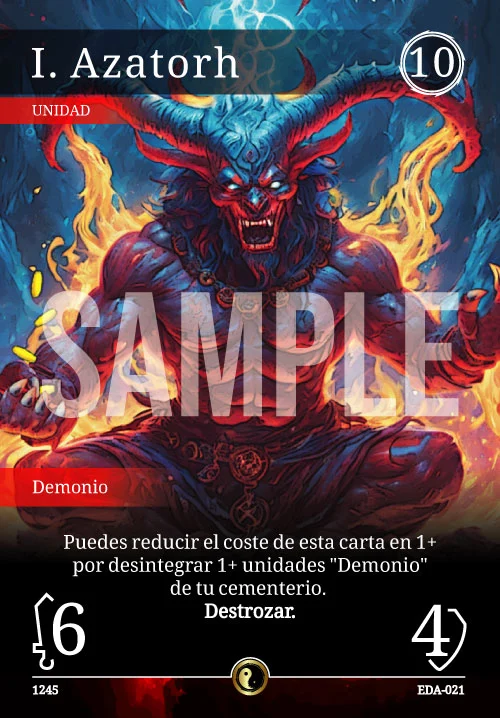 I. Azatorh
10
UNIDAD
SAMPLE
Demonio
Puedes reducir el coste de esta carta en 1+
por desintegrar 1+ unidades "Demonio"
de tu cementerio.
Destrozar.
6
4
1245
EDA-021